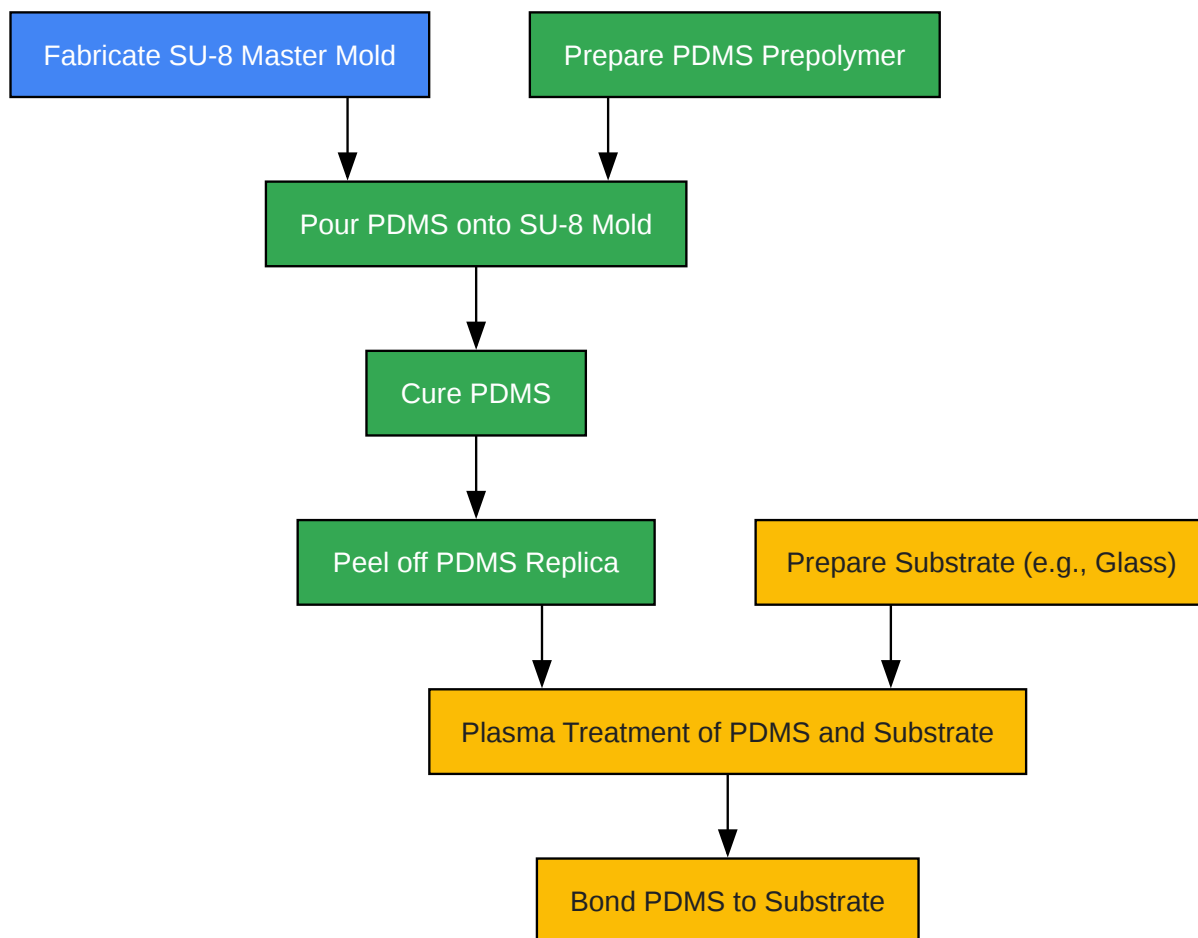 Fabricate SU-8 Master Mold
Prepare PDMS Prepolymer
Pour PDMS onto SU-8 Mold
Cure PDMS
Peel off PDMS Replica
Prepare Substrate (e.g., Glass)
Plasma Treatment of PDMS and Substrate
Bond PDMS to Substrate